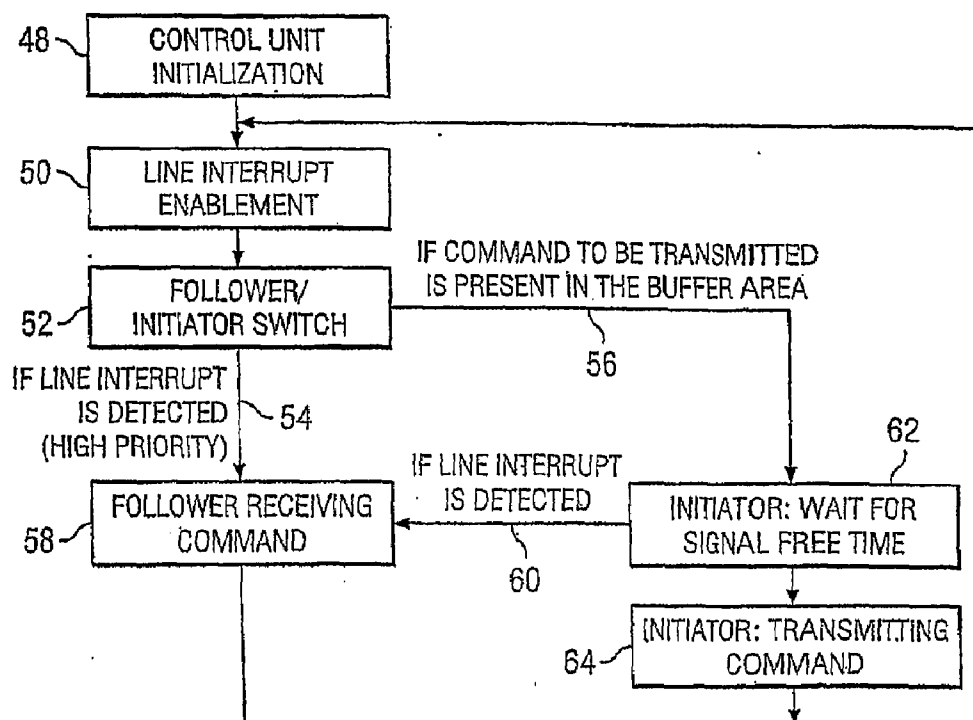 48
CONTROL UNIT
INITIALIZATION
50
LINE INTERRUPT
ENABLEMENT
52
FOLLOWER/
INITIATOR SWITCH
IF COMMAND TO BE TRANSMITTED
IS PRESENT IN THE BUFFER AREA
56
IF LINE INTERRUPT
IS DETECTED
(HIGH PRIORITY)
54
58
FOLLOWER RECEIVING
COMMAND
IF LINE INTERRUPT
IS DETECTED
60
62
INITIATOR: WAIT FOR
SIGNAL FREE TIME
64
INITIATOR: TRANSMITTING
COMMAND